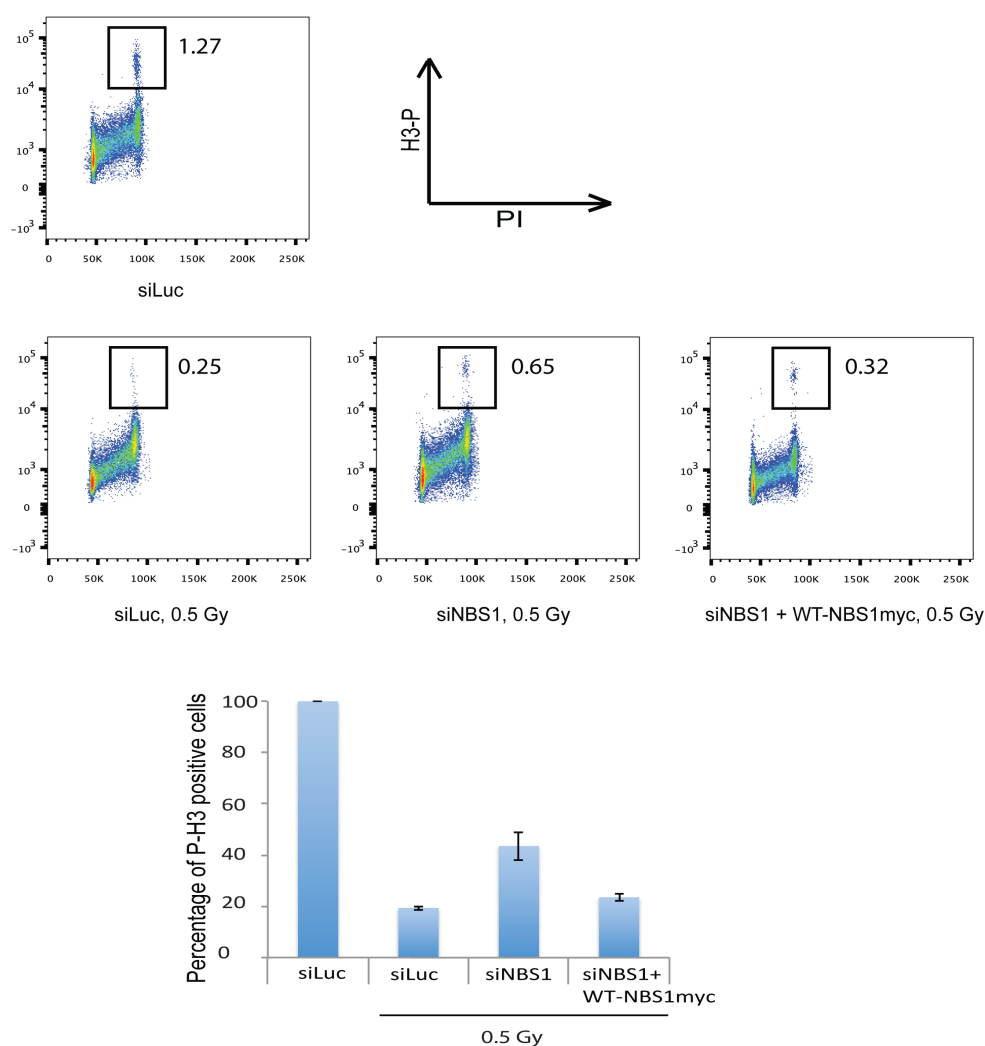 10⁵
10⁴
10³
0
-10³
1.27
0 50K 100K 150K 200K 250K
siLuc
H3-P
PI
10⁵
10⁴
10³
0
-10³
0.25
0 50K 100K 150K 200K 250K
siLuc, 0.5 Gy
10⁵
10⁴
10³
0
-10³
0.65
0 50K 100K 150K 200K 250K
siNBS1, 0.5 Gy
10⁵
10⁴
10³
0
-10³
0.32
0 50K 100K 150K 200K 250K
siNBS1 + WT-NBS1myc, 0.5 Gy
Percentage of P-H3 positive cells
100
80
60
40
20
0
siLuc
siLuc
siNBS1
siNBS1+
WT-NBS1myc
0.5 Gy